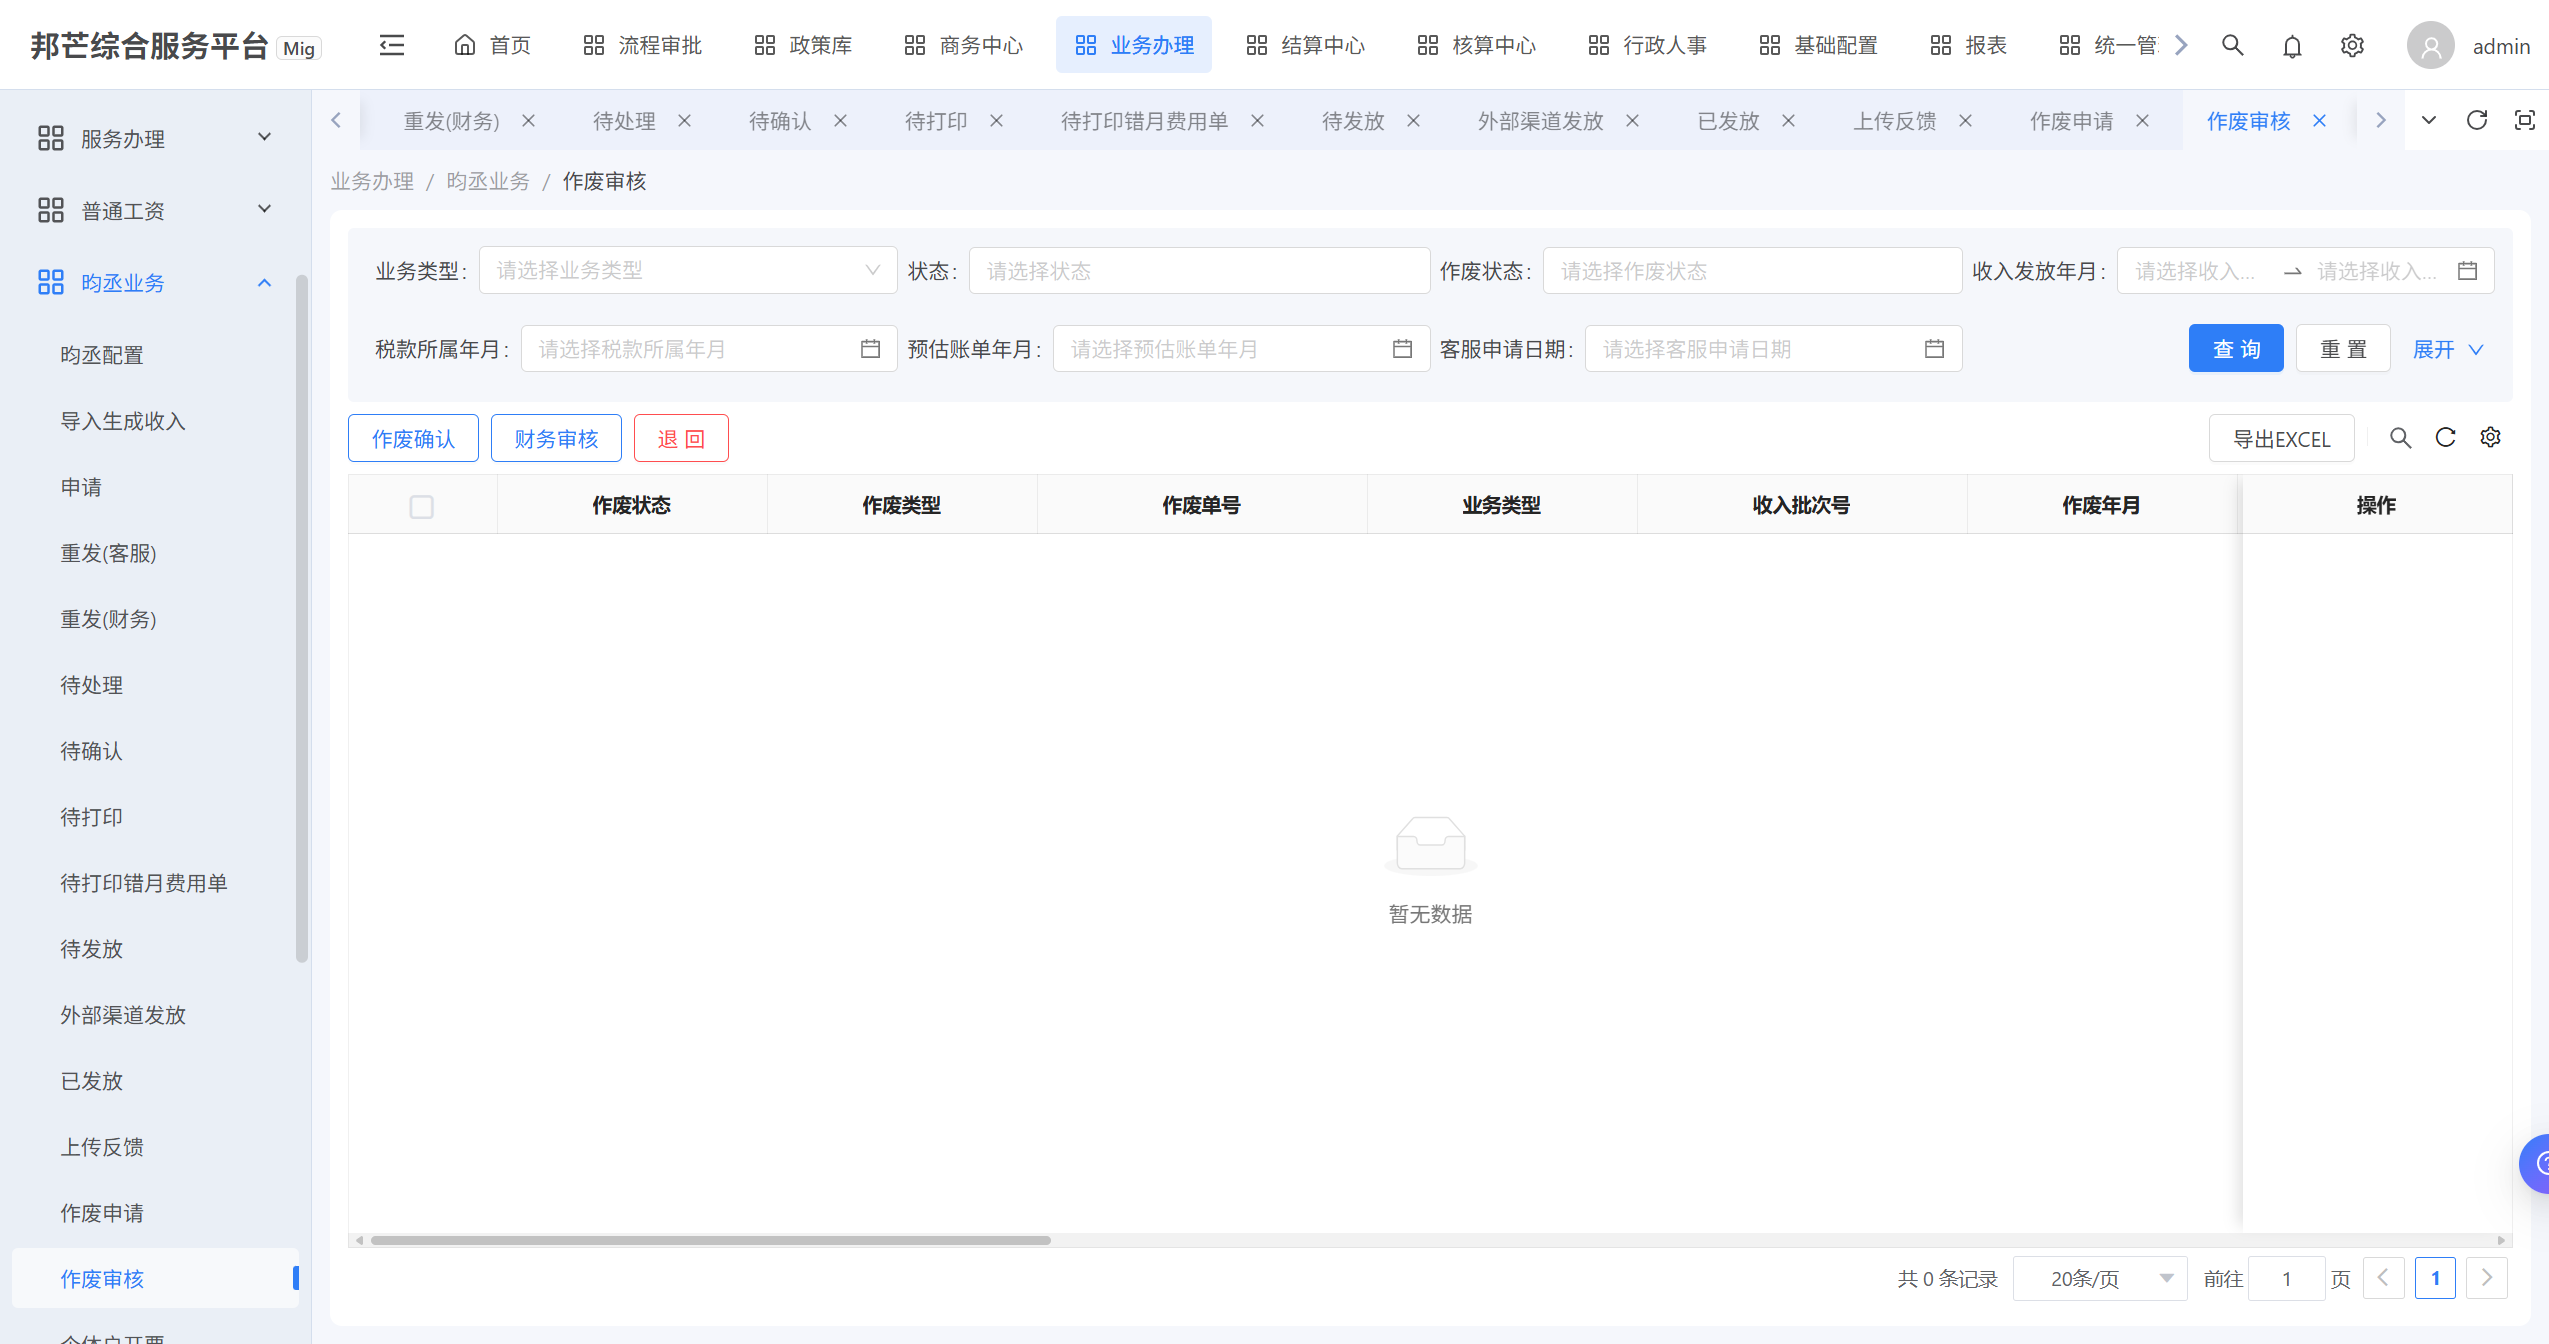 邦芒综合服务平台 Mig 首页 流程审批 政策库 商务中心 业务办理 结算中心 核算中心 行政人事 基础配置 报表 统一管 admin
重发(财务) 待处理 待确认 待打印 待打印错月费用单 待发放 外部渠道发放 已发放 上传反馈 作废申请 作废审核
服务办理
普通工资
昀丞业务
昀丞配置
导入生成收入
申请
重发(客服)
重发(财务)
待处理
待确认
待打印
待打印错月费用单
待发放
外部渠道发放
已发放
上传反馈
作废申请
作废审核
个体户开票
业务办理 / 昀丞业务 / 作废审核
业务类型: 请选择业务类型 状态: 请选择状态 作废状态: 请选择作废状态 收入发放年月: 请选择收入... 请选择收入...
税款所属年月: 请选择税款所属年月 预估账单年月: 请选择预估账单年月 客服申请日期: 请选择客服申请日期 查 询 重 置 展开
作废确认 财务审核 退 回 导出EXCEL
作废状态 作废类型 作废单号 业务类型 收入批次号 作废年月 操作
暂无数据
共 0 条记录 20条/页 前往 1 页 1